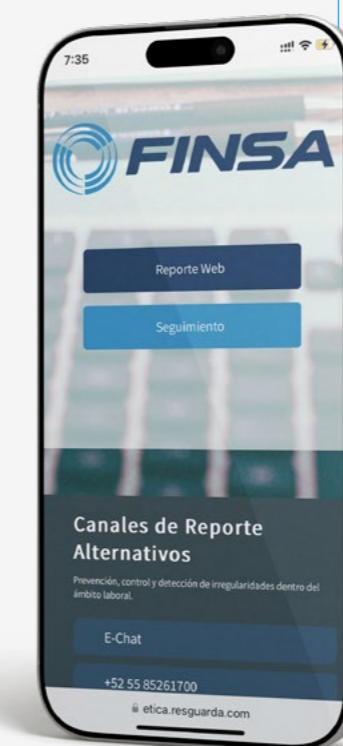 7:35
FINSA
Reporte Web
Seguimiento
Canales de Reporte
Alternativos
Prevención, control y detección de irregularidades dentro del
ámbito laboral.
E-Chat
+52 55 85261700
etica.resguarda.com